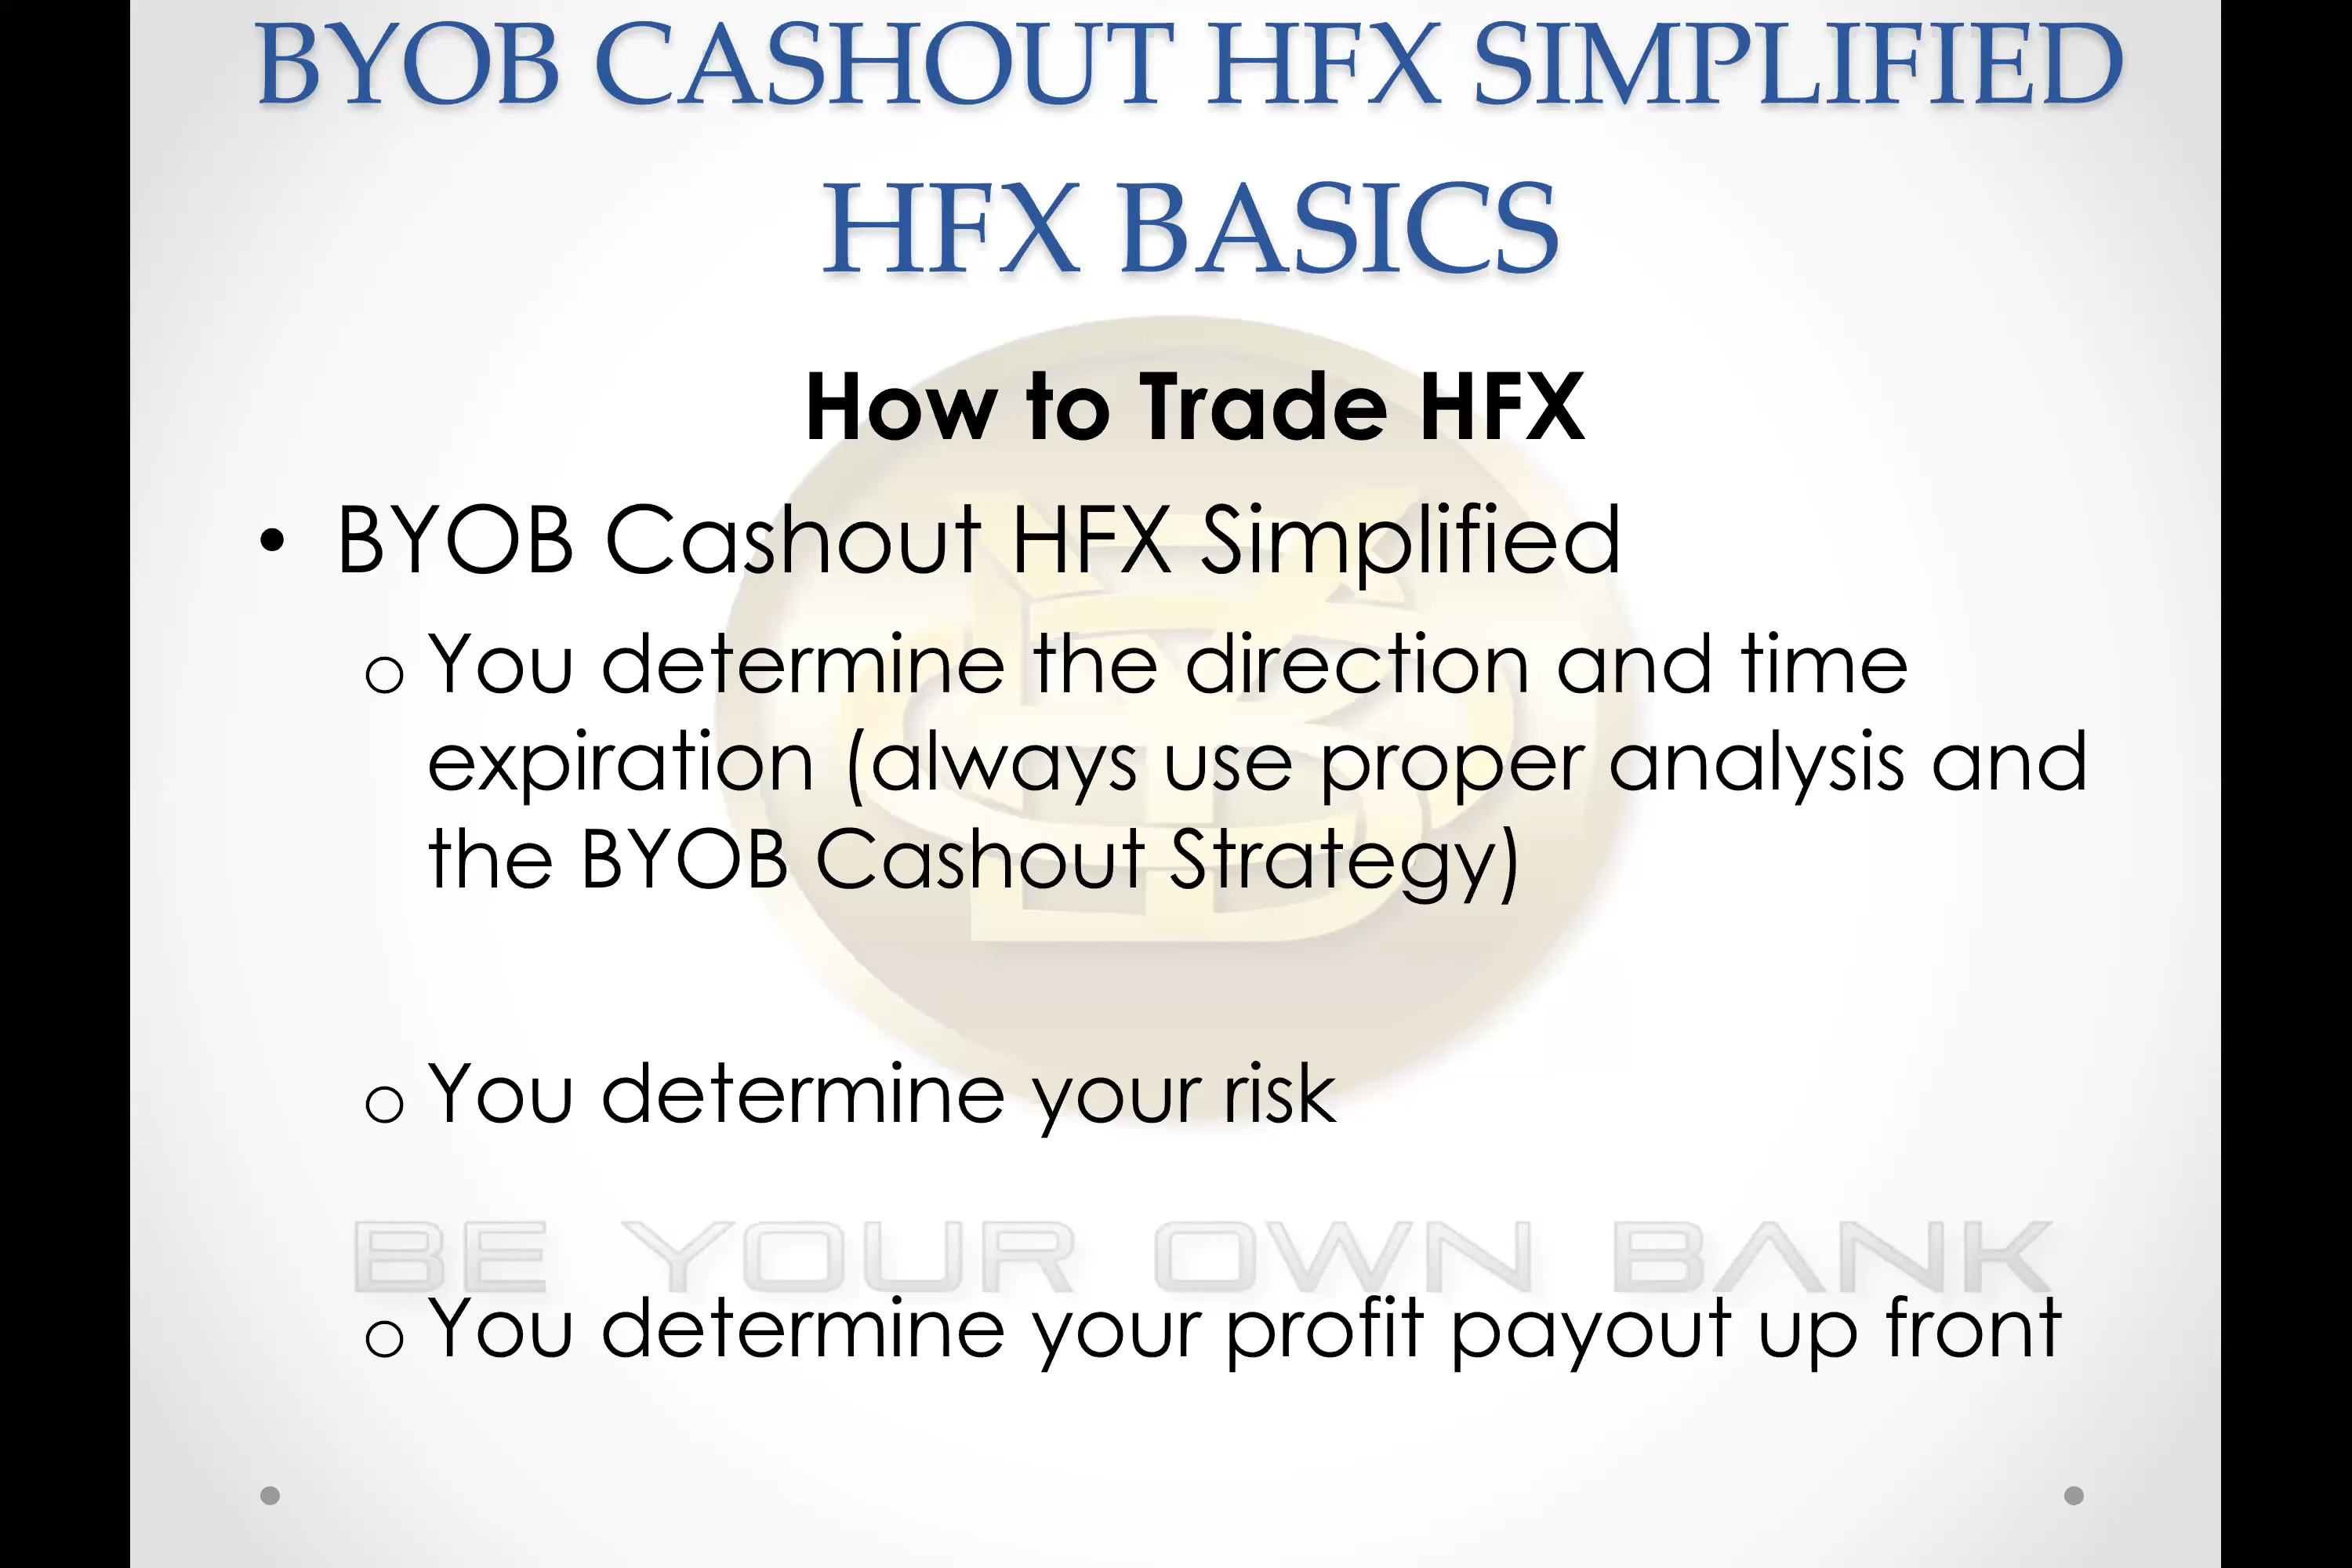 BYOB CASHOUT HFX SIMPLIFIED
HFX BASICS
How to Trade HFX
• BYOB Cashout HFX Simplified
o You determine the direction and time
expiration (always use proper analysis and
the BYOB Cashout Strategy)
o You determine your risk
BE YOUR OWN BANK
o You determine your profit payout up front